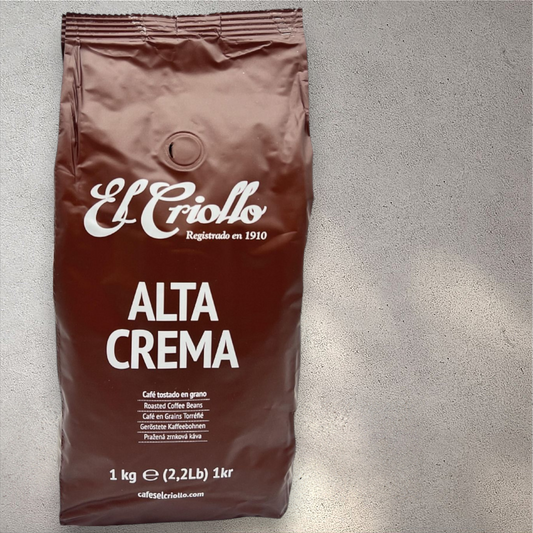 El Criollo
Registrado en 1910
ALTA
CREMA
Café tostado en grano
Roasted Coffee Beans
Café en Grains Torréfié
Geröstete Kaffeebohnen
Pražená zrnková káva
1 kg ℮ (2,2Lb) 1kr
cafeselcriollo.com